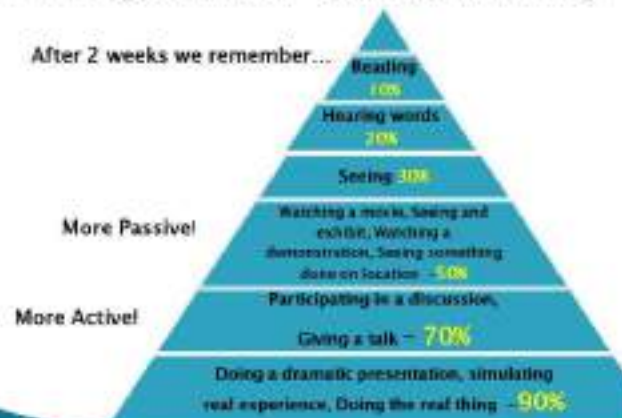 After 2 weeks we remember...
Reading
10%
Hearing words
20%
Seeing 30%
More Passive!
Watching a movie, Seeing and
exhibit, Watching a
demonstration, Seeing something
done on location -50%
More Active!
Participating in a discussion,
Giving a talk - 70%
Doing a dramatic presentation, simulating
real experience, Doing the real thing -90%